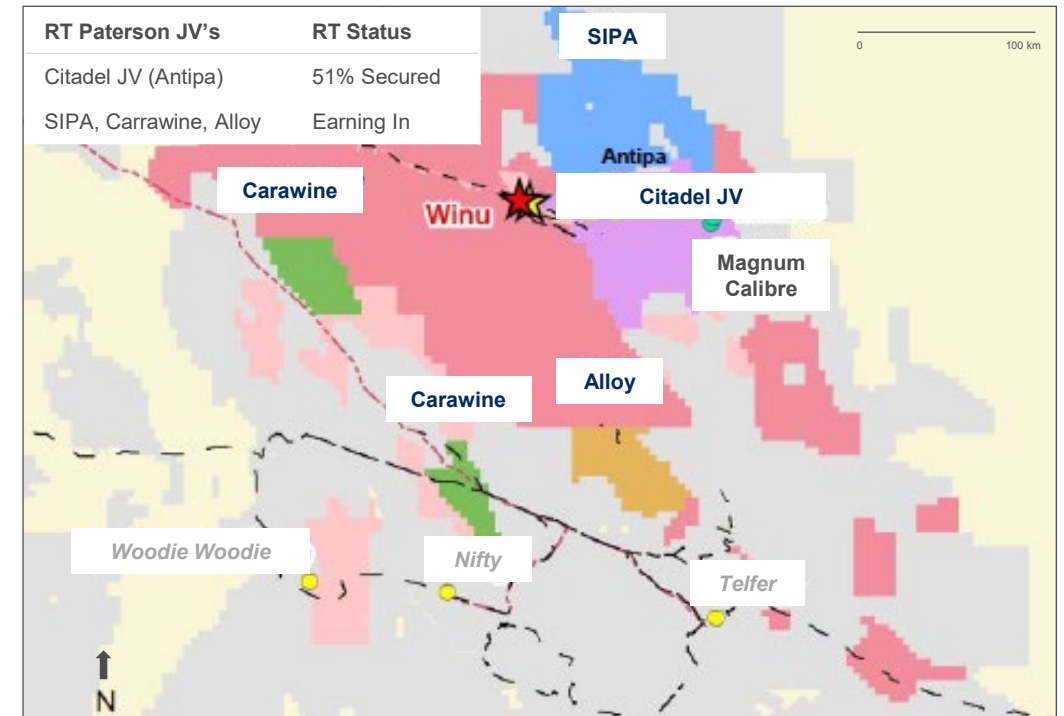 RT Paterson JV's RT Status
Citadel JV (Antipa) 51% Secured
SIPA, Carrawine, Alloy Earning In
SIPA
0 100 km
Antipa
Carawine
Citadel JV
Winu
Magnum
Calibre
Alloy
Carawine
Woodie Woodie
Nifty
Telfer
N